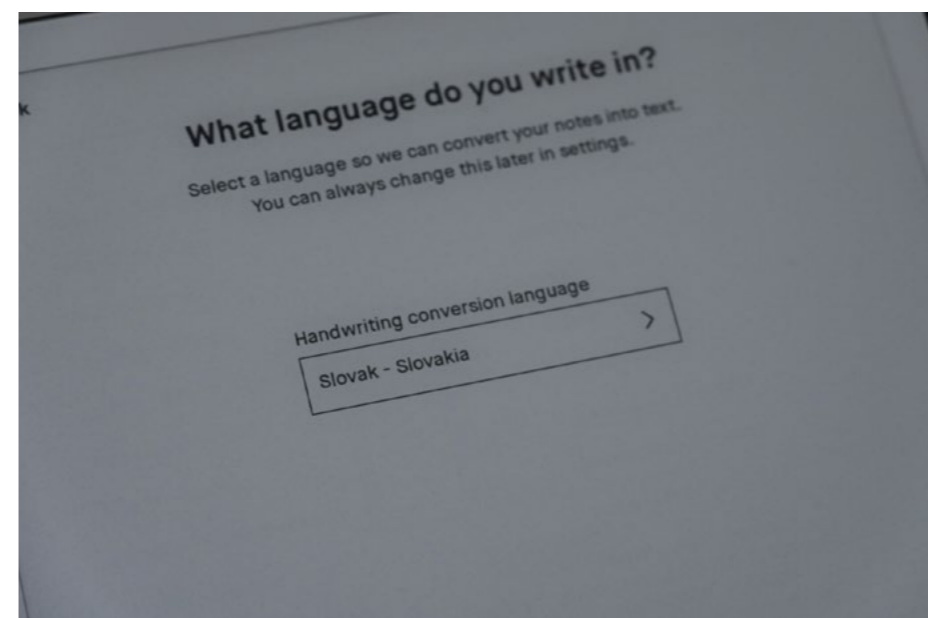 k
What language do you write in?
Select a language so we can convert your notes into text.
You can always change this later in settings.
Handwriting conversion language
Slovak - Slovakia